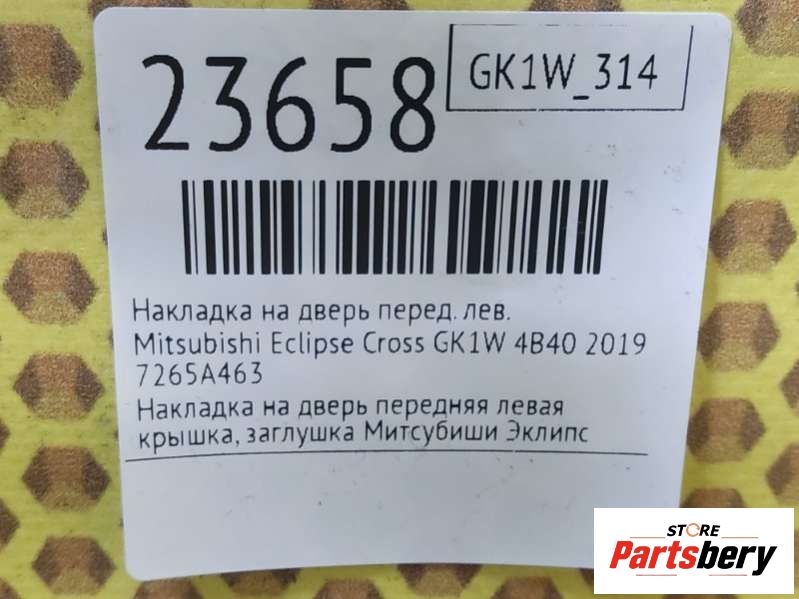 23658
GK1W_314
Накладка на дверь перед. лев.
Mitsubishi Eclipse Cross GK1W 4B40 2019
7265A463
Накладка на дверь передняя левая
крышка, заглушка Митсубиши Эклипс
STORE
Partsbery